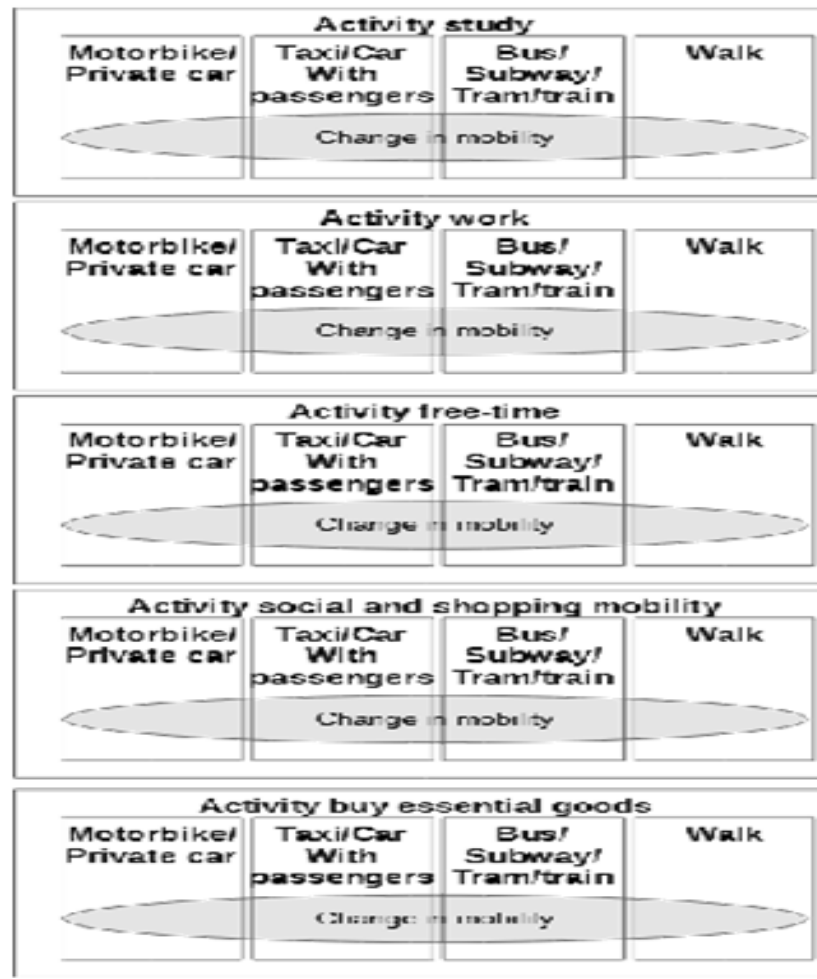 Activity study
Motorbike/
Private car
Taxi/Car
With
passengers
Bus/
Subway/
Tram/train
Walk
Change in mobility
Activity work
Motorbike/
Private car
Taxi/Car
With
passengers
Bus/
Subway/
Tram/train
Walk
Change in mobility
Activity free-time
Motorbike/
Private car
Taxi/Car
With
passengers
Bus/
Subway/
Tram/train
Walk
Change in mobility
Activity social and shopping mobility
Motorbike/
Private car
Taxi/Car
With
passengers
Bus/
Subway/
Tram/train
Walk
Change in mobility
Activity buy essential goods
Motorbike/
Private car
Taxi/Car
With
passengers
Bus/
Subway/
Tram/train
Walk
Change in mobility